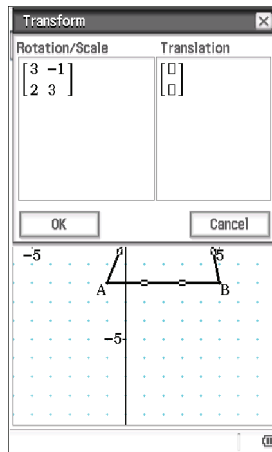 Transform
Rotation/Scale Translation
[3 -1] [▯]
[2 3] [▯]
OK Cancel
-5 5
A B
-5